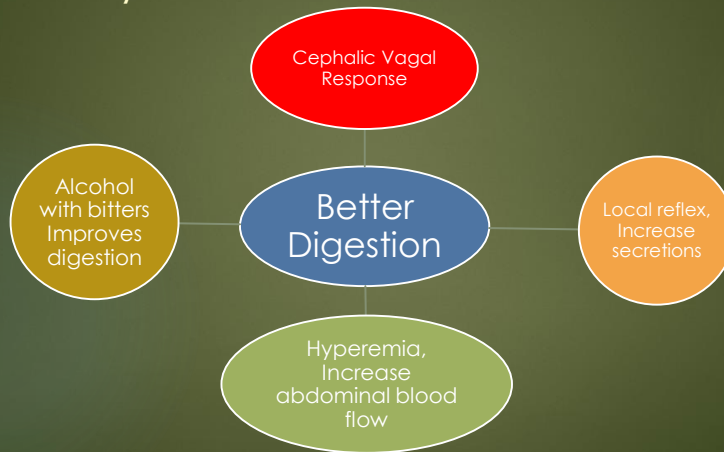 Cephalic Vagal
Response
Alcohol
with bitters
Improves
digestion
Better
Digestion
Local reflex,
Increase
secretions
Hyperemia,
Increase
abdominal blood
flow